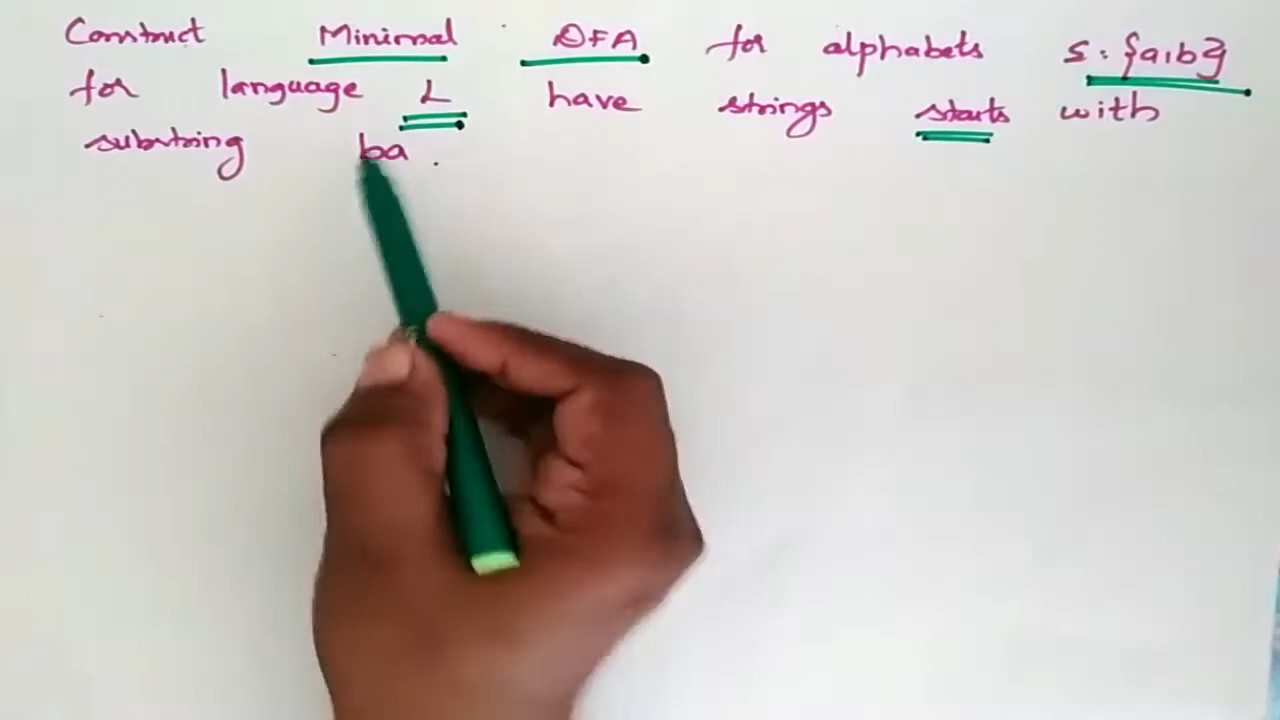 Construct Minimal DFA for alphabets S:{a,b}
for language L have strings starts with
substring ba.